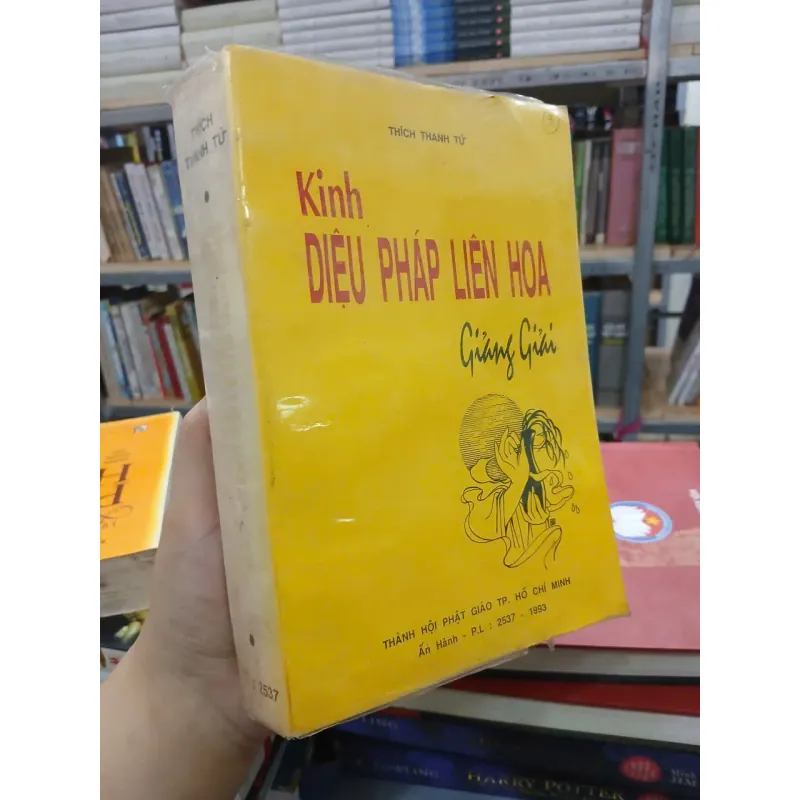 THÍCH THANH TỪ
Kinh
DIỆU PHÁP LIÊN HOA
Giảng Giải
THÀNH HỘI PHẬT GIÁO TP. HỒ CHÍ MINH
Ấn Hành - P.L : 2537 - 1993
THÍCH
THANH TỪ
2537
HARRY POTTER